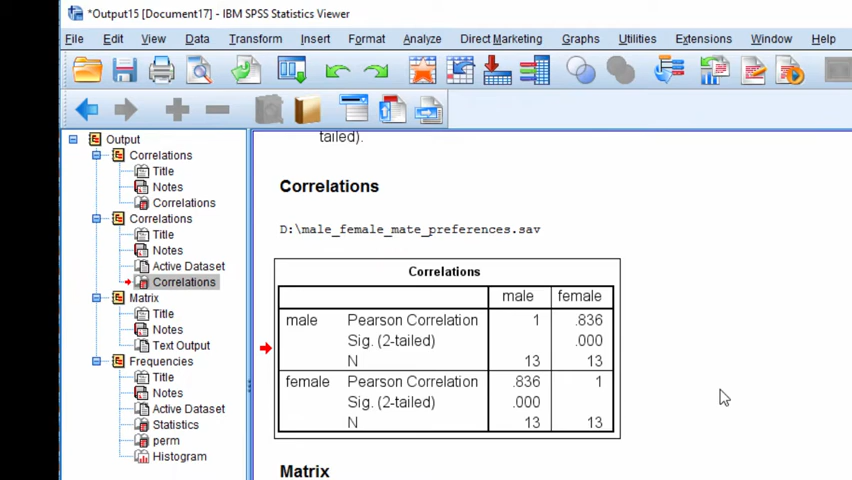 *Output15 [Document17] - IBM SPSS Statistics Viewer
File Edit View Data Transform Insert Format Analyze Direct Marketing Graphs Utilities Extensions Window Help
Output
Correlations
Title
Notes
Correlations
Correlations
Title
Notes
Active Dataset
Correlations
Matrix
Title
Notes
Text Output
Frequencies
Title
Notes
Active Dataset
Statistics
perm
Histogram
tailed).
Correlations
D:\male_female_mate_preferences.sav
Correlations
male female
male Pearson Correlation 1 .836
Sig. (2-tailed) .000
N 13 13
female Pearson Correlation .836 1
Sig. (2-tailed) .000
N 13 13
Matrix